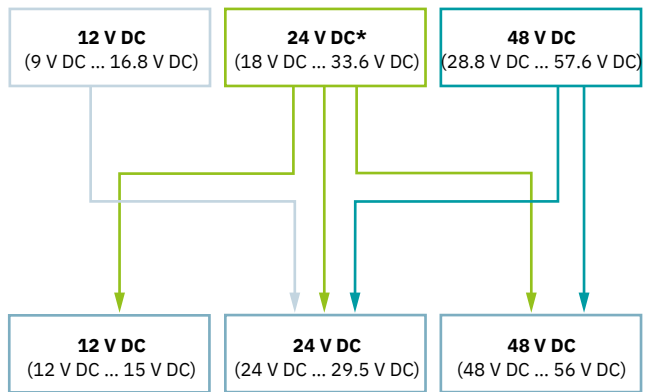 12 V DC
(9 V DC ... 16.8 V DC)
24 V DC*
(18 V DC ... 33.6 V DC)
48 V DC
(28.8 V DC ... 57.6 V DC)
12 V DC
(12 V DC ... 15 V DC)
24 V DC
(24 V DC ... 29.5 V DC)
48 V DC
(48 V DC ... 56 V DC)